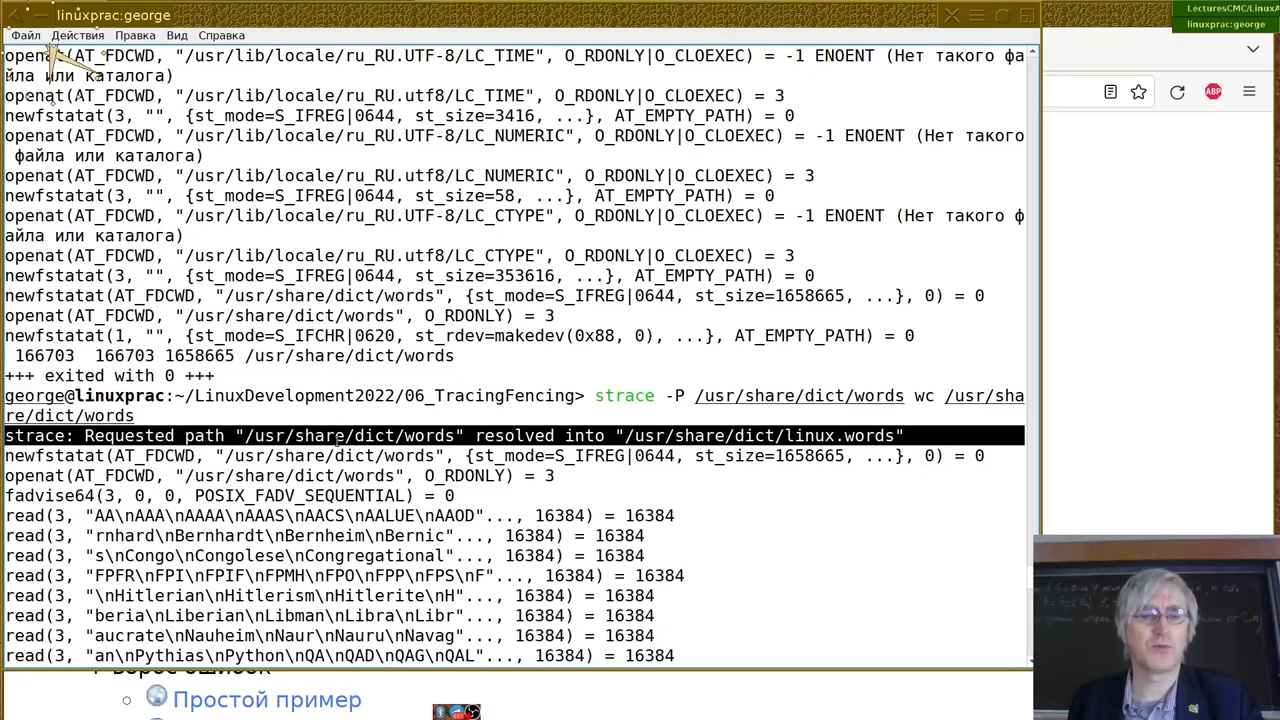 linuxprac:george
LecturesCMC/LinuxA
linuxprac:george
Файл Действия Правка Вид Справка
openat(AT_FDCWD, "/usr/lib/locale/ru_RU.UTF-8/LC_TIME", O_RDONLY|O_CLOEXEC) = -1 ENOENT (Нет такого фа
йла или каталога)
openat(AT_FDCWD, "/usr/lib/locale/ru_RU.utf8/LC_TIME", O_RDONLY|O_CLOEXEC) = 3
newfstatat(3, "", {st_mode=S_IFREG|0644, st_size=3416, ...}, AT_EMPTY_PATH) = 0
openat(AT_FDCWD, "/usr/lib/locale/ru_RU.UTF-8/LC_NUMERIC", O_RDONLY|O_CLOEXEC) = -1 ENOENT (Нет такого
файла или каталога)
openat(AT_FDCWD, "/usr/lib/locale/ru_RU.utf8/LC_NUMERIC", O_RDONLY|O_CLOEXEC) = 3
newfstatat(3, "", {st_mode=S_IFREG|0644, st_size=58, ...}, AT_EMPTY_PATH) = 0
openat(AT_FDCWD, "/usr/lib/locale/ru_RU.UTF-8/LC_CTYPE", O_RDONLY|O_CLOEXEC) = -1 ENOENT (Нет такого ф
айла или каталога)
openat(AT_FDCWD, "/usr/lib/locale/ru_RU.utf8/LC_CTYPE", O_RDONLY|O_CLOEXEC) = 3
newfstatat(3, "", {st_mode=S_IFREG|0644, st_size=353616, ...}, AT_EMPTY_PATH) = 0
newfstatat(AT_FDCWD, "/usr/share/dict/words", {st_mode=S_IFREG|0644, st_size=1658665, ...}, 0) = 0
openat(AT_FDCWD, "/usr/share/dict/words", O_RDONLY) = 3
newfstatat(1, "", {st_mode=S_IFCHR|0620, st_rdev=makedev(0x88, 0), ...}, AT_EMPTY_PATH) = 0
166703  166703 1658665 /usr/share/dict/words
+++ exited with 0 +++
george@linuxprac:~/LinuxDevelopment2022/06_TracingFencing> strace -P /usr/share/dict/words wc /usr/sha
re/dict/words
strace: Requested path "/usr/share/dict/words" resolved into "/usr/share/dict/linux.words"
newfstatat(AT_FDCWD, "/usr/share/dict/words", {st_mode=S_IFREG|0644, st_size=1658665, ...}, 0) = 0
openat(AT_FDCWD, "/usr/share/dict/words", O_RDONLY) = 3
fadvise64(3, 0, 0, POSIX_FADV_SEQUENTIAL) = 0
read(3, "AA\nAAA\nAAAA\nAAAS\nAACS\nAALUE\nAAOD"..., 16384) = 16384
read(3, "rnhard\nBernhardt\nBernheim\nBernic"..., 16384) = 16384
read(3, "s\nCongo\nCongolese\nCongregational"..., 16384) = 16384
read(3, "FPFR\nFPI\nFPIF\nFPMH\nFPO\nFPP\nFPS\nF"..., 16384) = 16384
read(3, "\nHitlerian\nHitlerism\nHitlerite\nH"..., 16384) = 16384
read(3, "beria\nLiberian\nLibman\nLibra\nLibr"..., 16384) = 16384
read(3, "aucrate\nNauheim\nNaur\nNauru\nNavag"..., 16384) = 16384
read(3, "an\nPythias\nPython\nQA\nQAD\nQAG\nQAL"..., 16384) = 16384
Простой пример
ABP